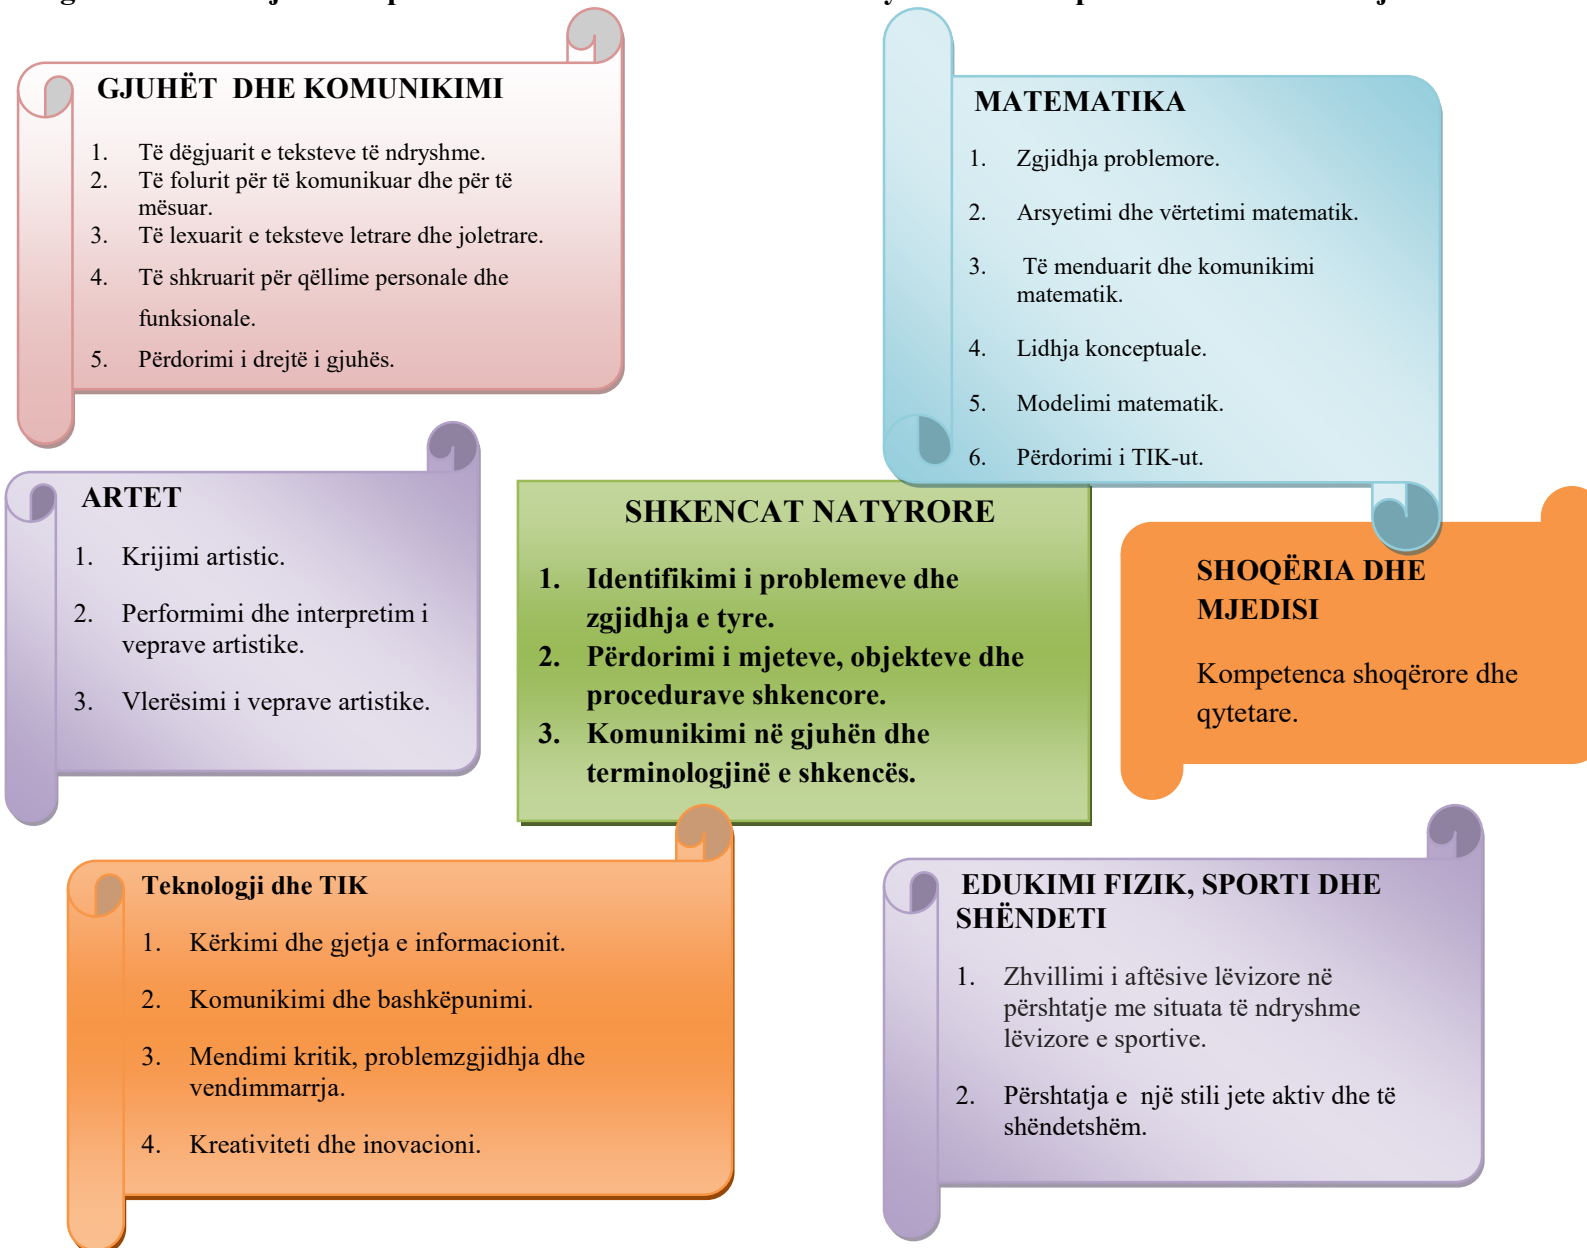 GJUHËT DHE KOMUNIKIMI
1. Të dëgjuarit e teksteve të ndryshme.
2. Të folurit për të komunikuar dhe për të
mësuar.
3. Të lexuarit e teksteve letrare dhe joletrare.
4. Të shkruarit për qëllime personale dhe
funksionale.
5. Përdorimi i drejtë i gjuhës.
MATEMATIKA
1. Zgjidhja problemore.
2. Arsyetimi dhe vërtetimi matematik.
3. Të menduarit dhe komunikimi
matematik.
4. Lidhja konceptuale.
5. Modelimi matematik.
6. Përdorimi i TIK-ut.
ARTET
1. Krijimi artistic.
2. Performimi dhe interpretim i
veprave artistike.
3. Vlerësimi i veprave artistike.
SHKENCAT NATYRORE
1. Identifikimi i problemeve dhe
zgjidhja e tyre.
2. Përdorimi i mjeteve, objekteve dhe
procedurave shkencore.
3. Komunikimi në gjuhën dhe
terminologjinë e shkencës.
SHOQËRIA DHE
MJEDISI
Kompetenca shoqërore dhe
qytetare.
Teknologji dhe TIK
1. Kërkimi dhe gjetja e informacionit.
2. Komunikimi dhe bashkëpunimi.
3. Mendimi kritik, problemzgjidhja dhe
vendimmarrja.
4. Kreativiteti dhe inovacioni.
EDUKIMI FIZIK, SPORTI DHE
SHËNDETI
1. Zhvillimi i aftësive lëvizore në
përshtatje me situata të ndryshme
lëvizore e sportive.
2. Përshtatja e një stili jete aktiv dhe të
shëndetshëm.